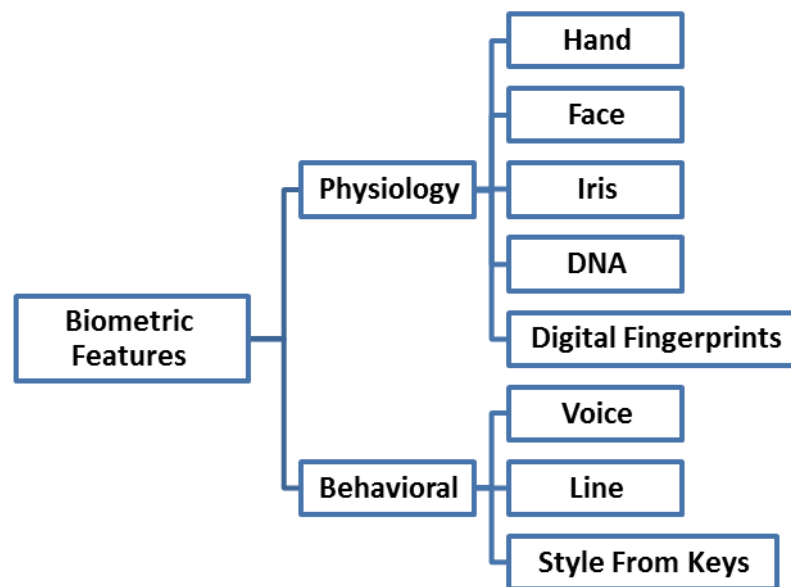 Biometric
Features
Physiology
Hand
Face
Iris
DNA
Digital Fingerprints
Behavioral
Voice
Line
Style From Keys